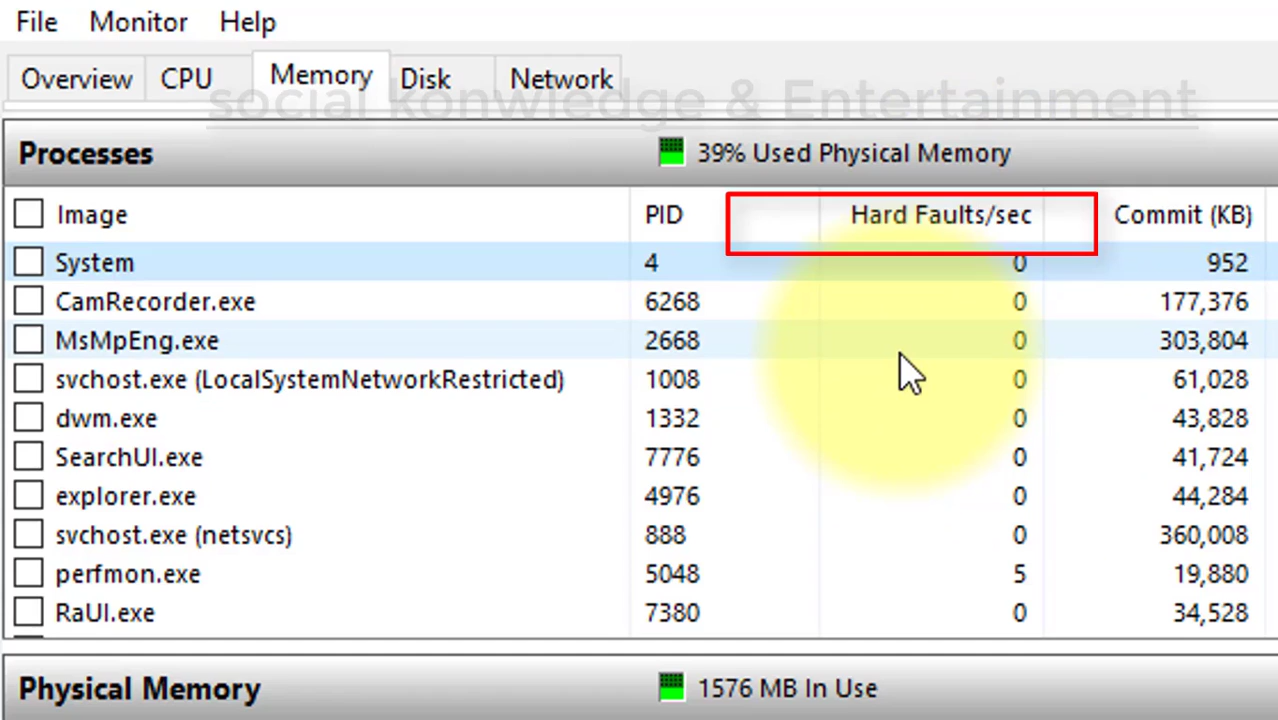 File Monitor Help
Overview CPU Memory Disk Network
social konwledge & Entertainment
Processes 39% Used Physical Memory
Image PID Hard Faults/sec Commit (KB)
System 4 0 952
CamRecorder.exe 6268 0 177,376
MsMpEng.exe 2668 0 303,804
svchost.exe (LocalSystemNetworkRestricted) 1008 0 61,028
dwm.exe 1332 0 43,828
SearchUI.exe 7776 0 41,724
explorer.exe 4976 0 44,284
svchost.exe (netsvcs) 888 0 360,008
perfmon.exe 5048 5 19,880
RaUI.exe 7380 0 34,528
Physical Memory 1576 MB In Use